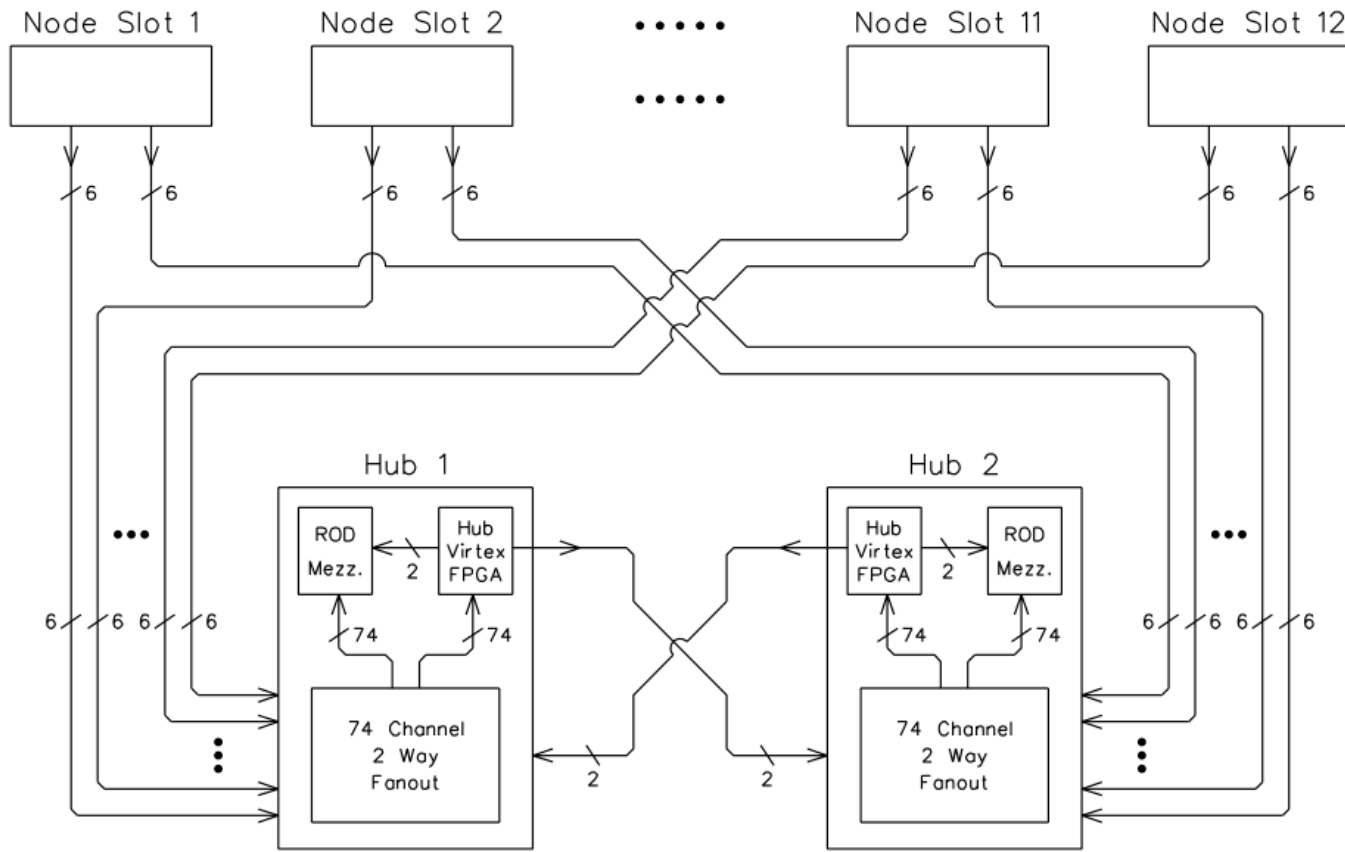 Node Slot 1
Node Slot 2
Node Slot 11
Node Slot 12
6
6
6
6
6
6
6
6
Hub 1
Hub 2
ROD
Mezz.
Hub
Virtex
FPGA
2
Hub
Virtex
FPGA
2
ROD
Mezz.
6
6
6
6
74
74
74
74
6
6
6
6
74 Channel
2 Way
Fanout
2
2
74 Channel
2 Way
Fanout